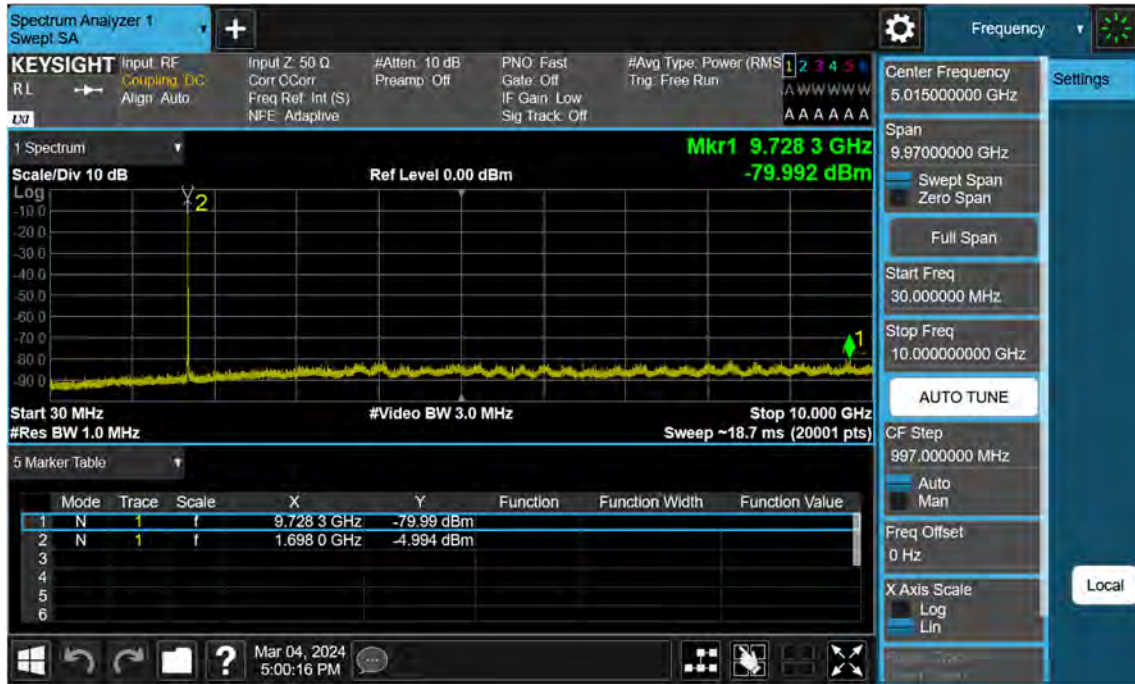 Spectrum Analyzer 1
Swept SA
+
Frequency
KEYSIGHT
RL
LXI
Input: RF
Coupling: DC
Align: Auto
Input Z: 50 Ω
Corr CCorr
Freq Ref: Int (S)
NFE: Adaptive
#Atten: 10 dB
Preamp: Off
PNO: Fast
Gate: Off
IF Gain: Low
Sig Track: Off
#Avg Type: Power (RMS
Trig: Free Run
1 2 3 4 5 6
A W W W W W
A A A A A A
1 Spectrum
Scale/Div 10 dB
Ref Level 0.00 dBm
Mkr1 9.728 3 GHz
-79.992 dBm
Log
2
-10.0
-20.0
-30.0
-40.0
-50.0
-60.0
-70.0
1
-80.0
-90.0
Start 30 MHz
#Video BW 3.0 MHz
Stop 10.000 GHz
#Res BW 1.0 MHz
Sweep ~18.7 ms (20001 pts)
5 Marker Table
Mode Trace Scale X Y Function Function Width Function Value
1 N 1 f 9.728 3 GHz -79.99 dBm
2 N 1 f 1.698 0 GHz -4.994 dBm
3
4
5
6
Center Frequency
5.015000000 GHz
Settings
Span
9.97000000 GHz
Swept Span
Zero Span
Full Span
Start Freq
30.000000 MHz
Stop Freq
10.000000000 GHz
AUTO TUNE
CF Step
997.000000 MHz
Auto
Man
Freq Offset
0 Hz
X Axis Scale
Log
Lin
Local
?
Mar 04, 2024
5:00:16 PM